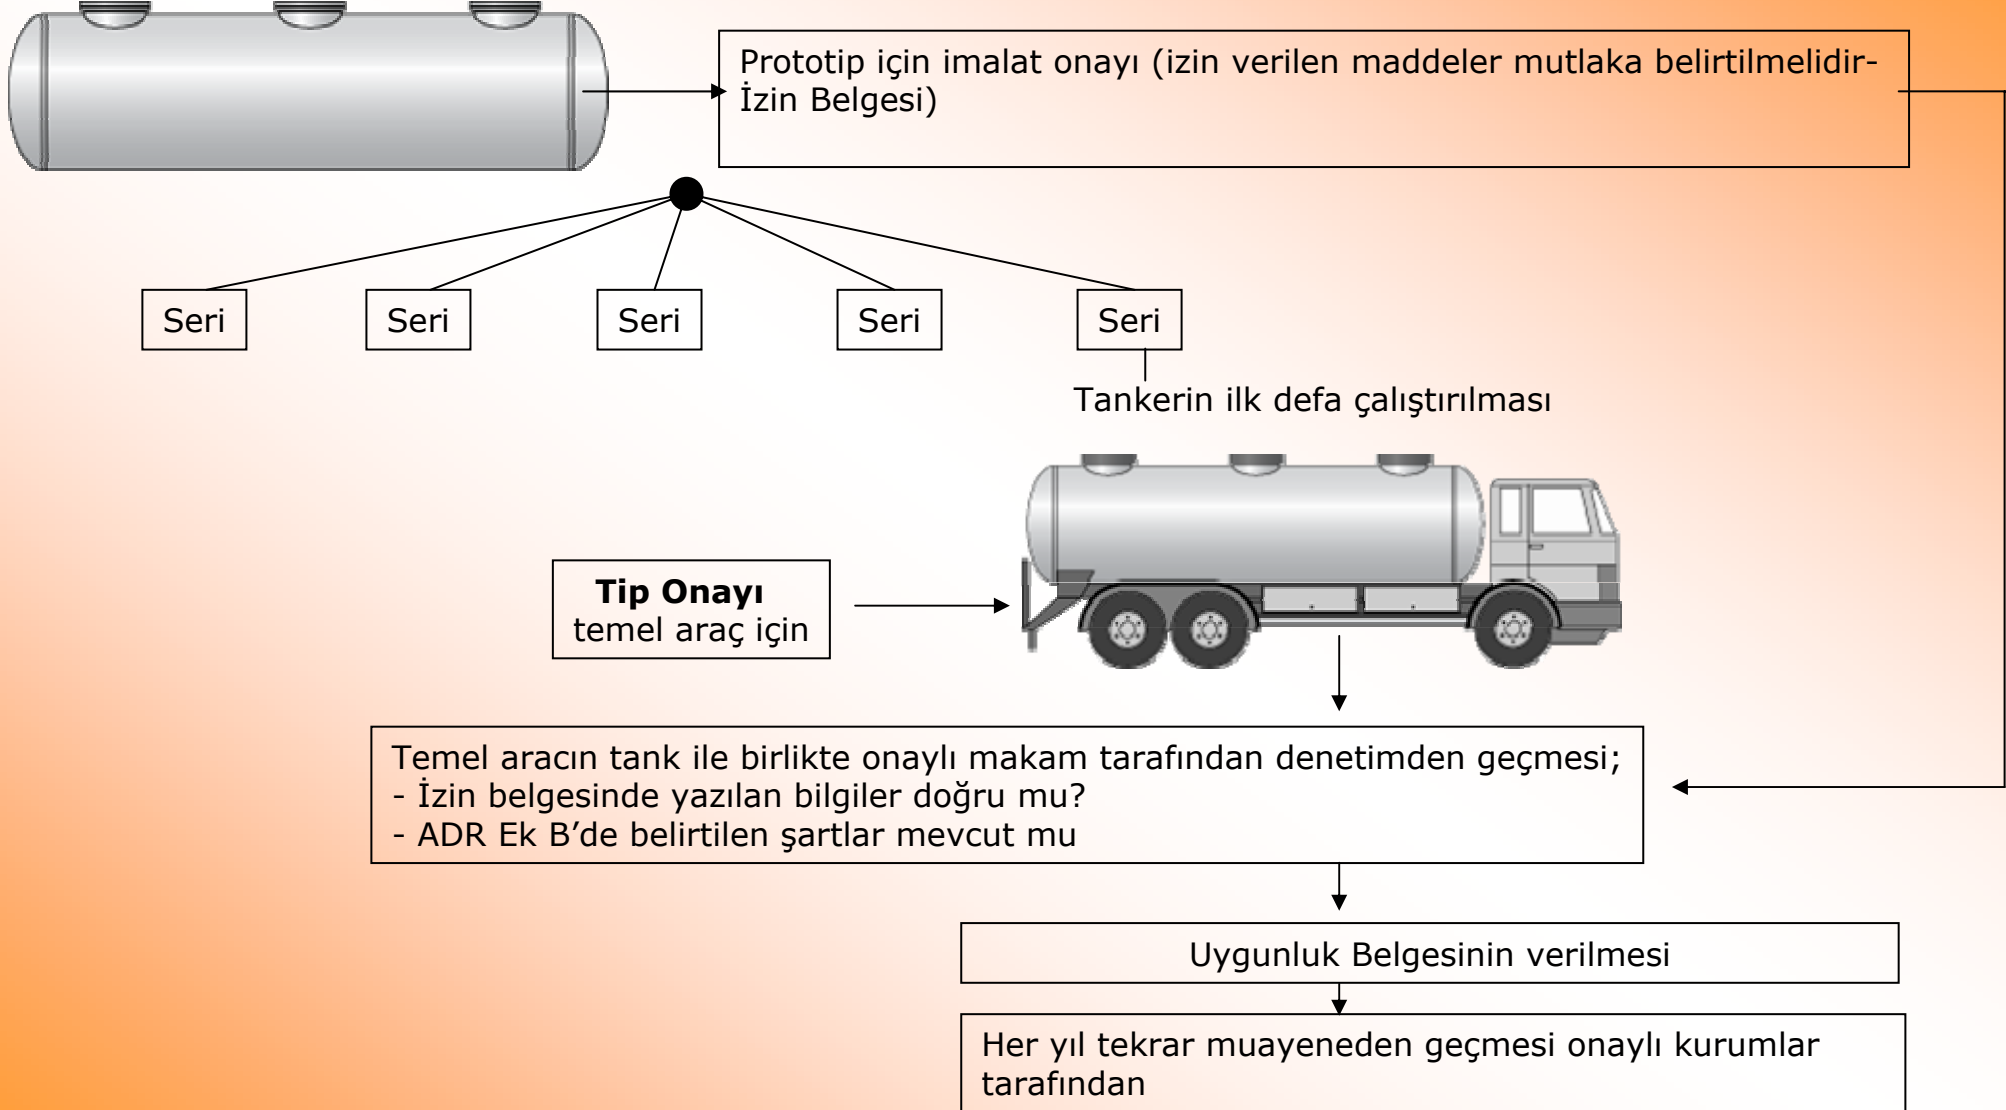 Prototip için imalat onayı (izin verilen maddeler mutlaka belirtilmelidir-
İzin Belgesi)
Seri
Seri
Seri
Seri
Seri
Tankerin ilk defa çalıştırılması
Tip Onayı
temel araç için
Temel aracın tank ile birlikte onaylı makam tarafından denetimden geçmesi;
- İzin belgesinde yazılan bilgiler doğru mu?
- ADR Ek B’de belirtilen şartlar mevcut mu
Uygunluk Belgesinin verilmesi
Her yıl tekrar muayeneden geçmesi onaylı kurumlar
tarafından